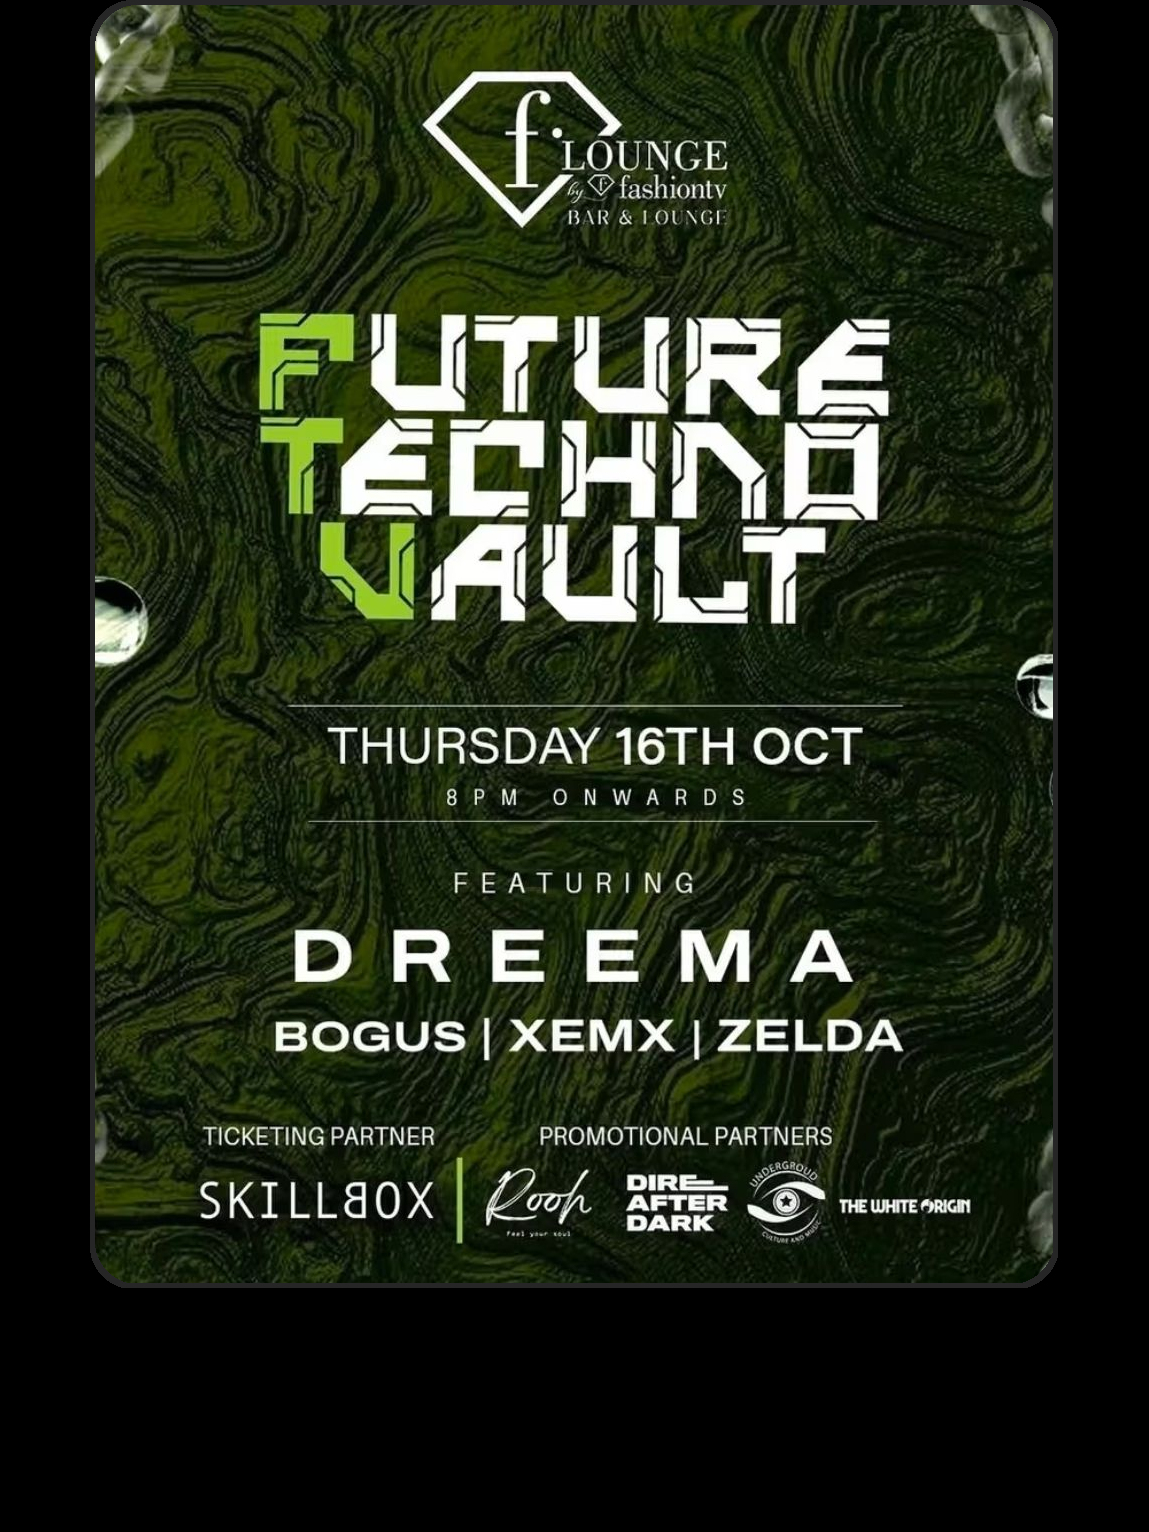 f.
LOUNGE
by f fashiontv
BAR & LOUNGE
FUTURE
TECHNO
VAULT
THURSDAY 16TH OCT
8PM ONWARDS
FEATURING
DREEMA
BOGUS | XEMX | ZELDA
TICKETING PARTNER
PROMOTIONAL PARTNERS
SKILLBOX
Rooh
feel your soul
DIRE
AFTER
DARK
UNDERGROUD
CULTURE AND MUSIC
THE WHITE ORIGIN